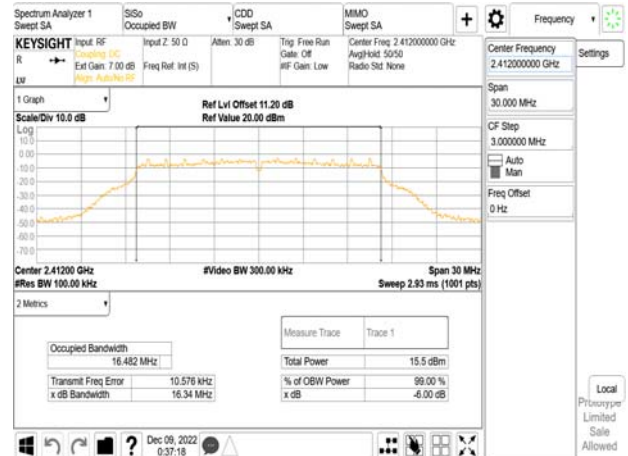 Spectrum Analyzer 1
Swept SA
SiSo
Occupied BW
CDD
Swept SA
MIMO
Swept SA
Frequency
KEYSIGHT
R
LU
Input: RF
Coupling: DC
Ext Gain: 7.00 dB
Align: Auto/No RF
Input Z: 50 Ω
Freq Ref: Int (S)
Atten: 30 dB
Trig: Free Run
Gate: Off
#IF Gain: Low
Center Freq: 2.412000000 GHz
Avg|Hold: 50/50
Radio Std: None
Center Frequency
2.412000000 GHz
Settings
Span
30.000 MHz
CF Step
3.000000 MHz
Auto
Man
Freq Offset
0 Hz
1 Graph
Scale/Div 10.0 dB
Ref Lvl Offset 11.20 dB
Ref Value 20.00 dBm
Log
10.0
0.00
-10.0
-20.0
-30.0
-40.0
-50.0
-60.0
-70.0
Center 2.41200 GHz
#Res BW 100.00 kHz
#Video BW 300.00 kHz
Span 30 MHz
Sweep 2.93 ms (1001 pts)
2 Metrics
Measure Trace
Trace 1
Occupied Bandwidth
16.482 MHz
Total Power
15.5 dBm
Transmit Freq Error
10.576 kHz
% of OBW Power
99.00 %
x dB Bandwidth
16.34 MHz
x dB
-6.00 dB
Local
Prototype
Limited
Sale
Allowed
?
Dec 09, 2022
0:37:18